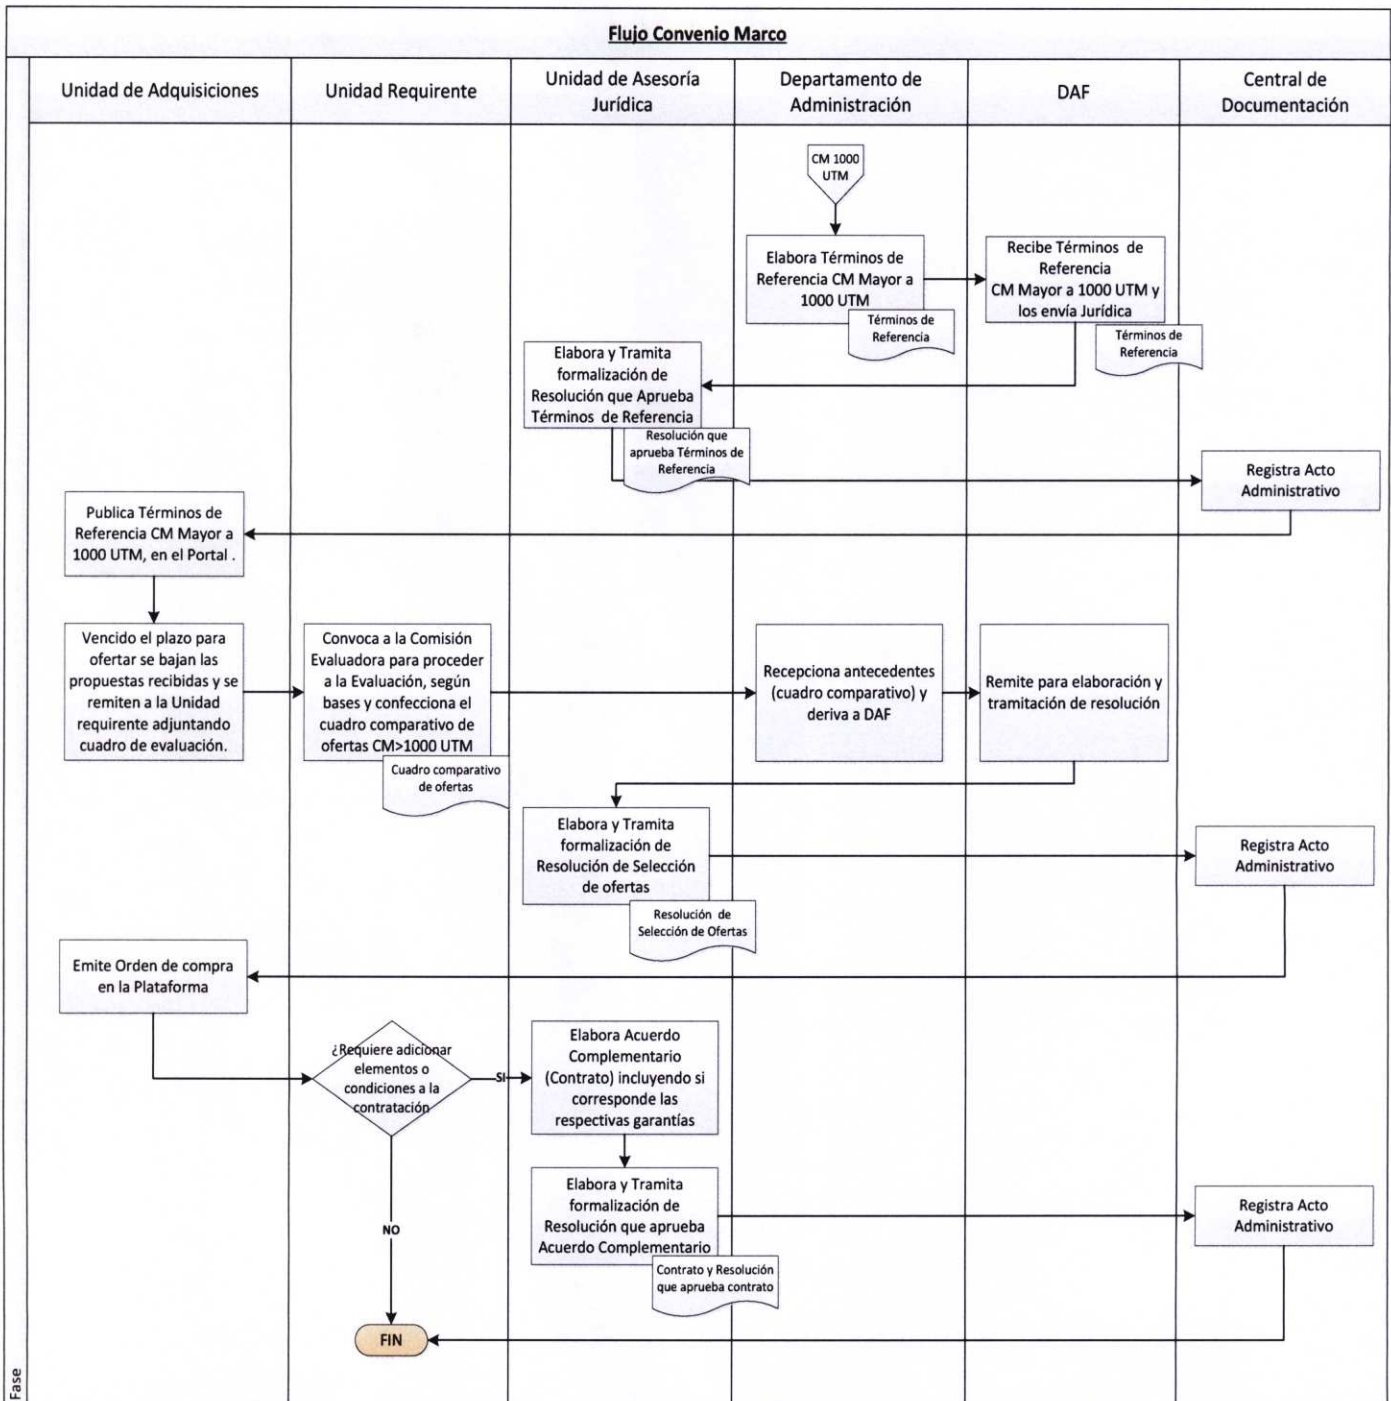 Flujo Convenio Marco
Unidad de Adquisiciones
Unidad Requirente
Unidad de Asesoría
Jurídica
Departamento de
Administración
DAF
Central de
Documentación
CM 1000
UTM
Elabora Términos de
Referencia CM Mayor a
1000 UTM
Términos de
Referencia
Recibe Términos de
Referencia
CM Mayor a 1000 UTM y
los envía Jurídica
Términos de
Referencia
Elabora y Tramita
formalización de
Resolución que Aprueba
Términos de Referencia
Resolución que
aprueba Términos de
Referencia
Registra Acto
Administrativo
Publica Términos de
Referencia CM Mayor a
1000 UTM, en el Portal .
Vencido el plazo para
ofertar se bajan las
propuestas recibidas y se
remiten a la Unidad
requirente adjuntando
cuadro de evaluación.
Convoca a la Comisión
Evaluadora para proceder
a la Evaluación, según
bases y confecciona el
cuadro comparativo de
ofertas CM>1000 UTM
Cuadro comparativo
de ofertas
Recepciona antecedentes
(cuadro comparativo) y
deriva a DAF
Remite para elaboración y
tramitación de resolución
Elabora y Tramita
formalización de
Resolución de Selección
de ofertas
Resolución de
Selección de Ofertas
Registra Acto
Administrativo
Emite Orden de compra
en la Plataforma
¿Requiere adicionar
elementos o
condiciones a la
contratación
SI
Elabora Acuerdo
Complementario
(Contrato) incluyendo si
corresponde las
respectivas garantías
Elabora y Tramita
formalización de
Resolución que aprueba
Acuerdo Complementario
Contrato y Resolución
que aprueba contrato
Registra Acto
Administrativo
NO
FIN
Fase